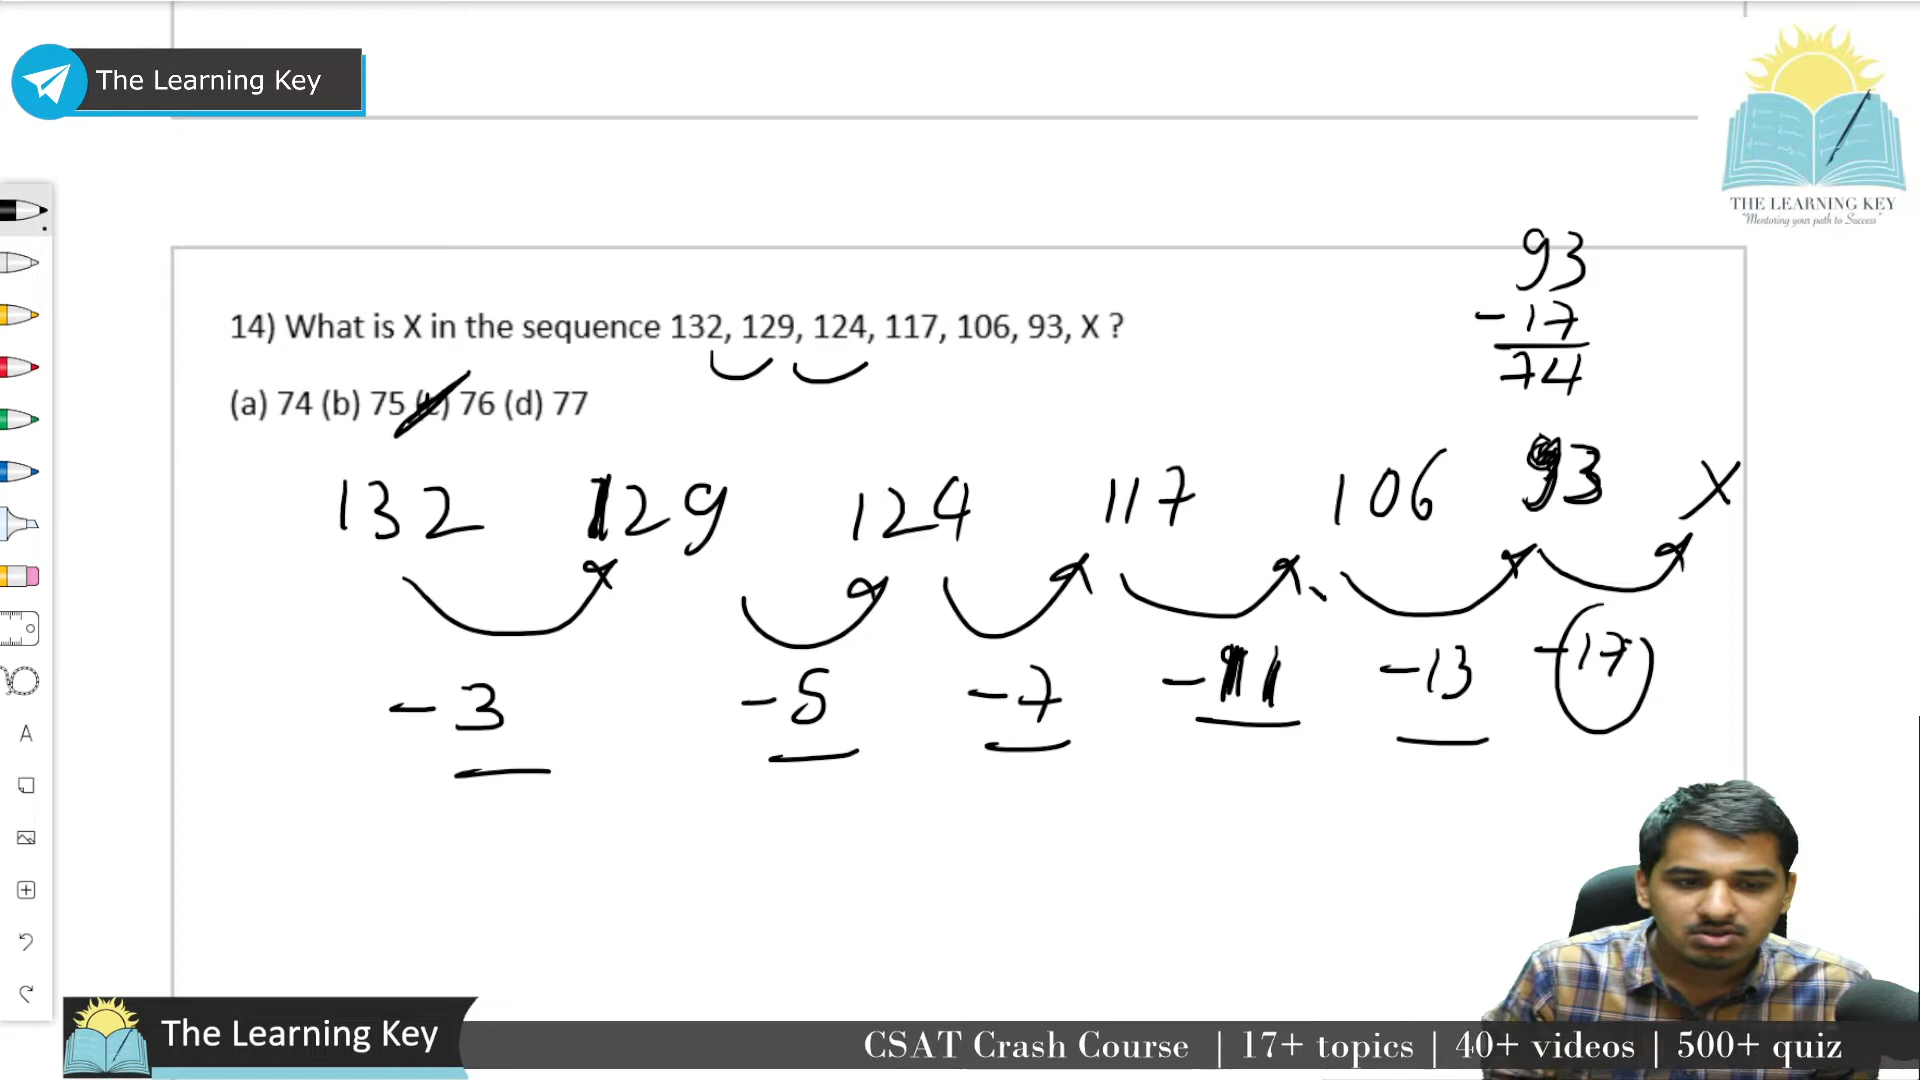 The Learning Key
THE LEARNING KEY
"Mentoring your path to Success"
93
-17
74
14) What is X in the sequence 132, 129, 124, 117, 106, 93, X ?
(a) 74 (b) 75 (c) 76 (d) 77
132 129 124 117 106 93 X
-3 -5 -7 -11 -13 -17
A
The Learning Key
CSAT Crash Course | 17+ topics | 40+ videos | 500+ quiz